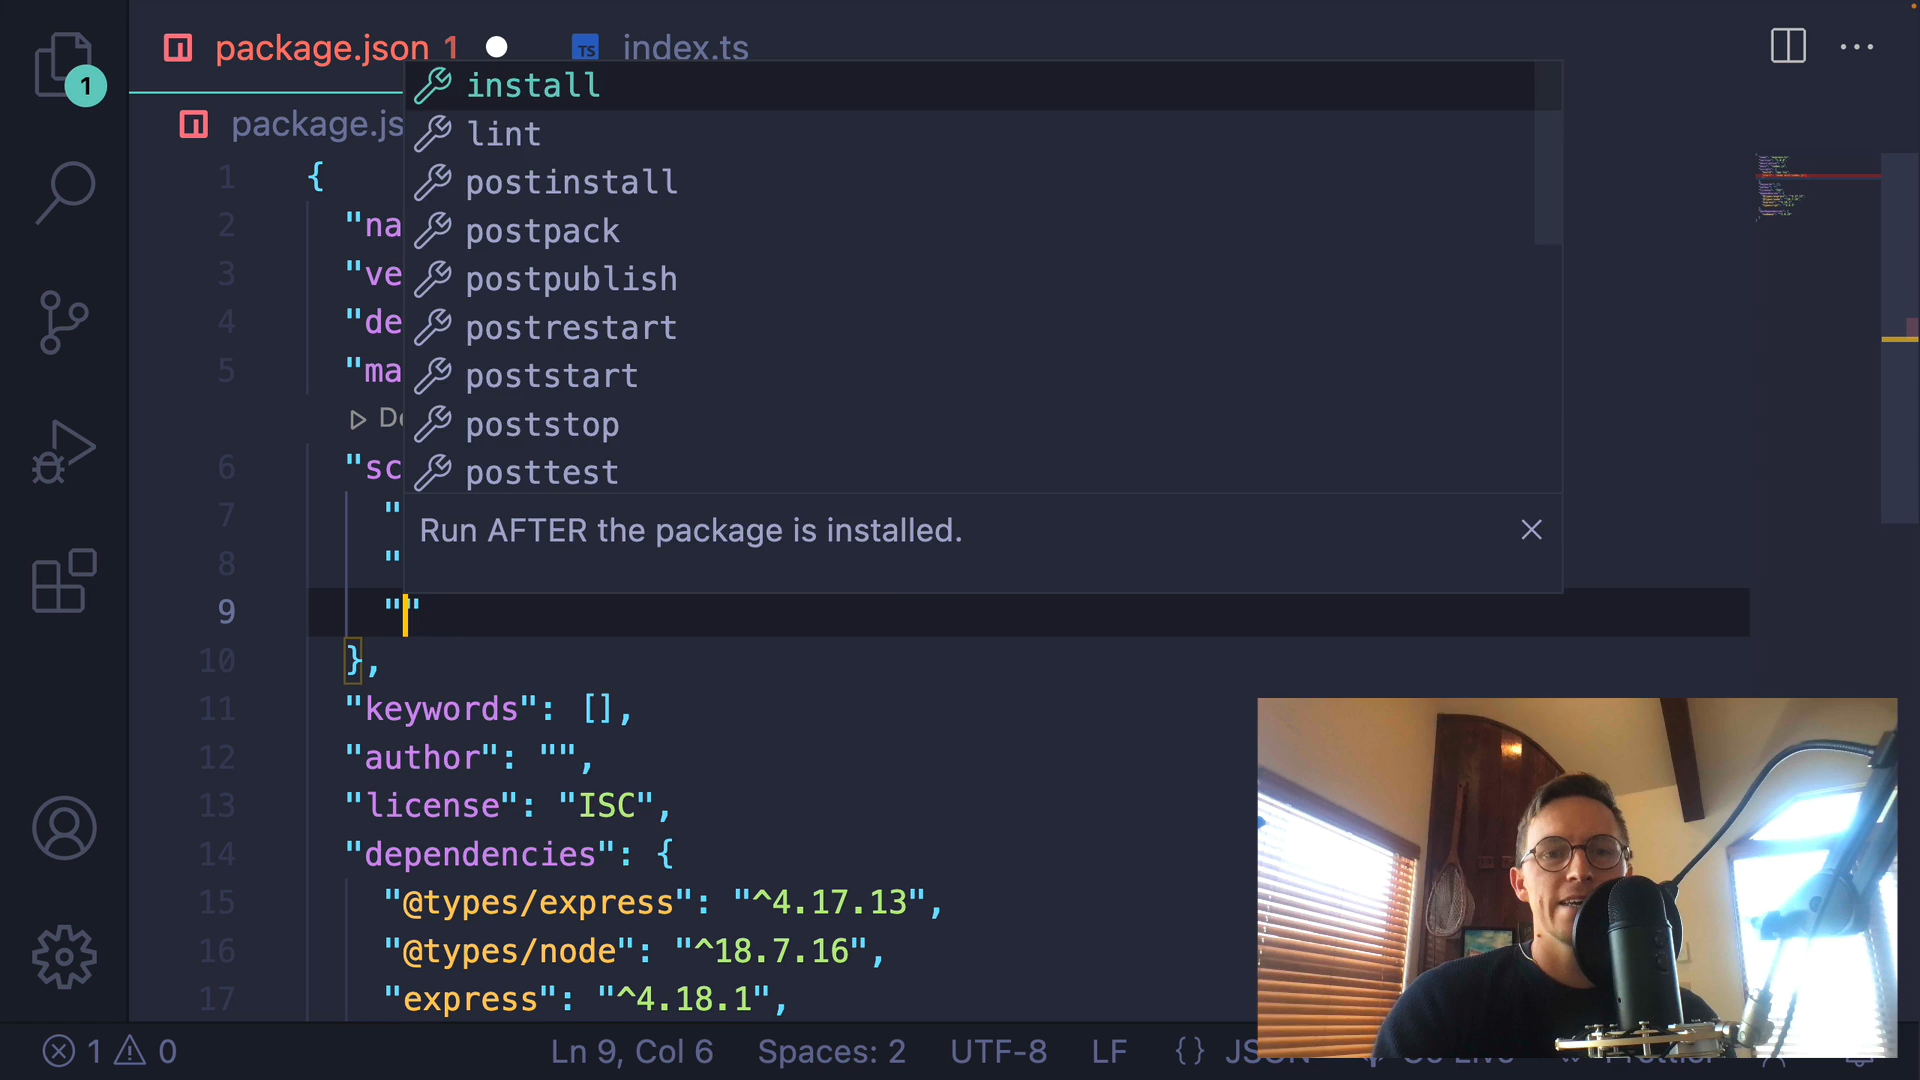 package.json 1
TS index.ts
1
package.js
install
lint
postinstall
postpack
postpublish
postrestart
poststart
poststop
posttest
Run AFTER the package is installed.
1 {
2 "na
3 "ve
4 "de
5 "ma
De
6 "sc
7 "
8 "
9 ""
10 },
11 "keywords": [],
12 "author": "",
13 "license": "ISC",
14 "dependencies": {
15 "@types/express": "^4.17.13",
16 "@types/node": "^18.7.16",
17 "express": "^4.18.1",
1 0 Ln 9, Col 6 Spaces: 2 UTF-8 LF {} JSON